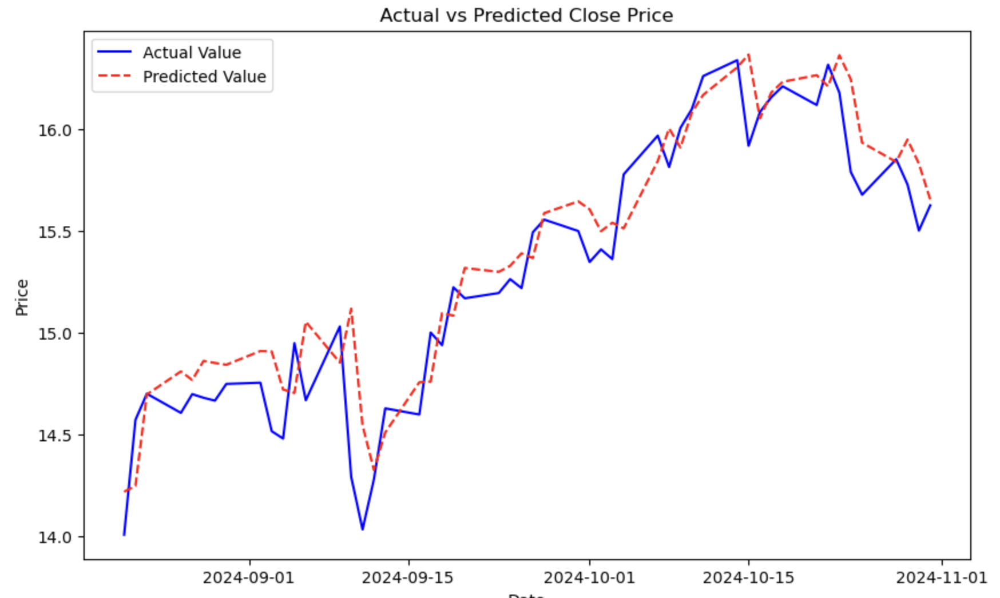 Actual vs Predicted Close Price
Actual Value
Predicted Value
Price
16.0
15.5
15.0
14.5
14.0
2024-09-01 2024-09-15 2024-10-01 2024-10-15 2024-11-01